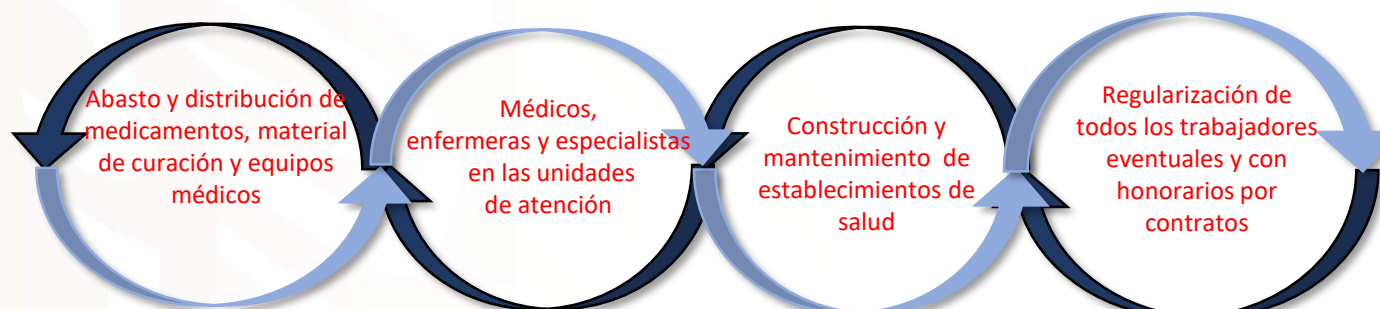 Abasto y distribución de
medicamentos, material
de curación y equipos
médicos
Médicos,
enfermeras y especialistas
en las unidades
de atención
Construcción y
mantenimiento de
establecimientos de
salud
Regularización de
todos los trabajadores
eventuales y con
honorarios por
contratos